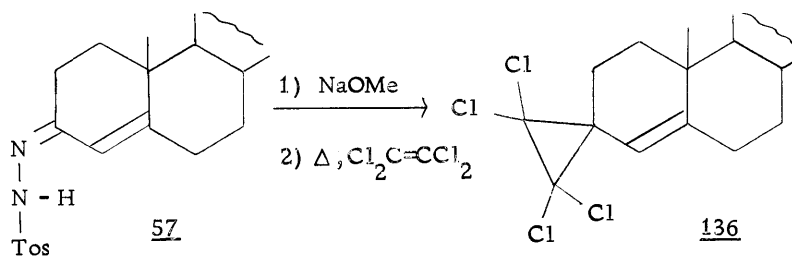 Cl
Cl
1) NaOMe
2) Δ, Cl₂C=CCl₂
N
N - H
Tos
57
Cl
Cl
136